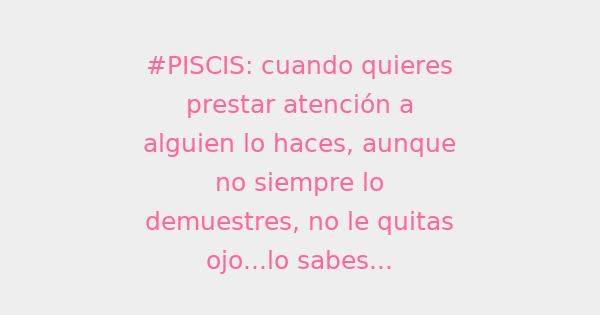 #PISCIS: cuando quieres
prestar atención a
alguien lo haces, aunque
no siempre lo
demuestres, no le quitas
ojo...lo sabes...